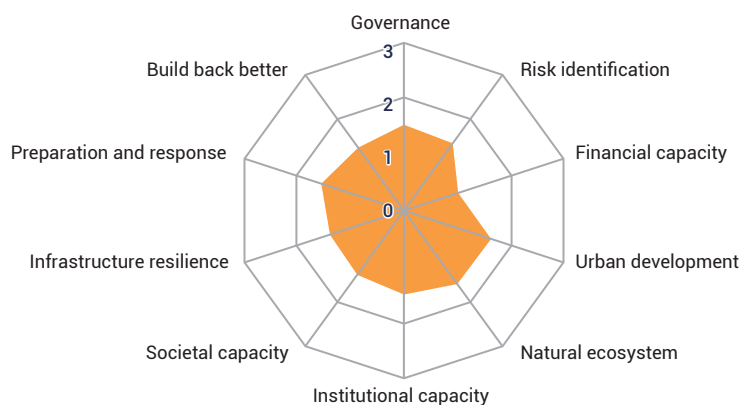 Governance
3
Build back better
Risk identification
2
Preparation and response
1
Financial capacity
0
Infrastructure resilience
Urban development
Societal capacity
Natural ecosystem
Institutional capacity